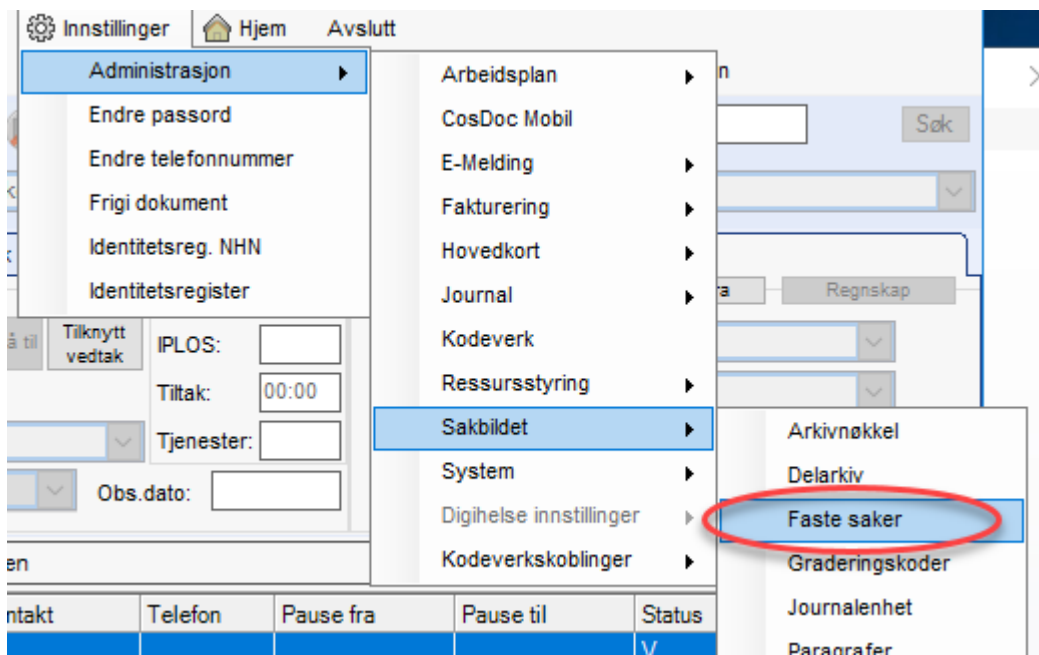 Innstillinger Hjem Avslutt
Administrasjon
Endre passord
Endre telefonnummer
Frigi dokument
Identitetsreg. NHN
Identitetsregister
Arbeidsplan
CosDoc Mobil
E-Melding
Fakturering
Hovedkort
Journal
Kodeverk
Ressursstyring
Sakbildet
System
Digihelse innstillinger
Kodeverkskoblinger
Arkivnøkkel
Delarkiv
Faste saker
Graderingskoder
Journalenhet
Paragrafer
Søk
Regnskap
Tilknytt
vedtak
IPLOS:
Tiltak: 00:00
Tjenester:
Obs.dato:
Telefon Pause fra Pause til Status
V